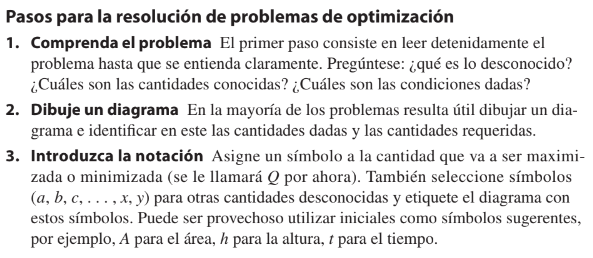 Pasos para la resolución de problemas de optimización
1. Comprenda el problema El primer paso consiste en leer detenidamente el
problema hasta que se entienda claramente. Pregúntese: ¿qué es lo desconocido?
¿Cuáles son las cantidades conocidas? ¿Cuáles son las condiciones dadas?
2. Dibuje un diagrama En la mayoría de los problemas resulta útil dibujar un dia-
grama e identificar en este las cantidades dadas y las cantidades requeridas.
3. Introduzca la notación Asigne un símbolo a la cantidad que va a ser maximi-
zada o minimizada (se le llamará Q por ahora). También seleccione símbolos
(a, b, c, . . . , x, y) para otras cantidades desconocidas y etiquete el diagrama con
estos símbolos. Puede ser provechoso utilizar iniciales como símbolos sugerentes,
por ejemplo, A para el área, h para la altura, t para el tiempo.